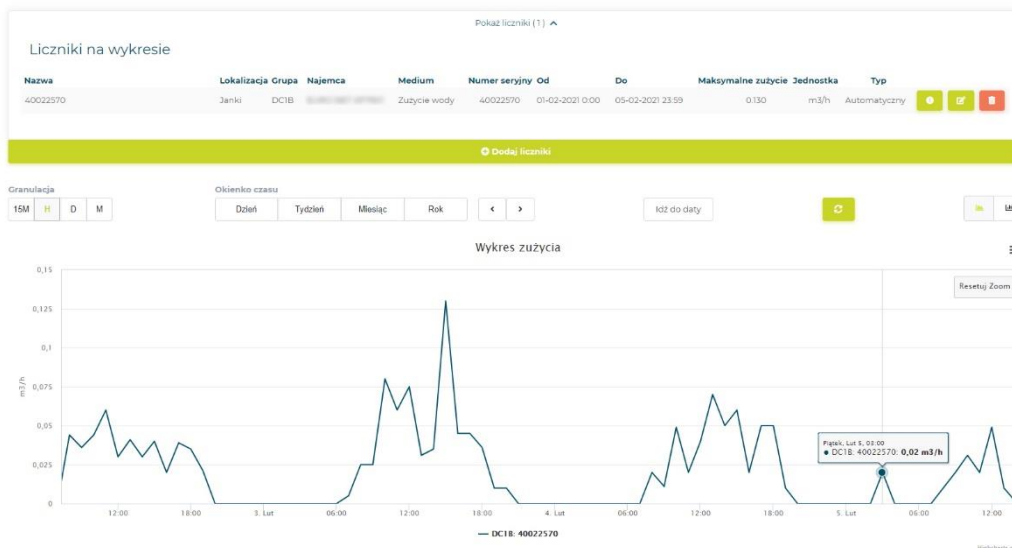 Pokaż liczniki (1)
Liczniki na wykresie
Nazwa Lokalizacja Grupa Najemca Medium Numer seryjny Od Do Maksymalne zużycie Jednostka Typ
40022570 Janki DC1B Zużycie wody 40022570 01-02-2021 0:00 05-02-2021 23:59 0.130 m3/h Automatyczny
Dodaj liczniki
Granulacja Okienko czasu
15M H D M Dzień Tydzień Miesiąc Rok Idź do daty
Wykres zużycia
Resetuj Zoom
m3/h
0,15
0,125
0,1
0,075
0,05
0,025
0
Piątek, Lut 5, 03:00
DC1B: 40022570: 0,02 m3/h
12:00 18:00 3. Lut 06:00 12:00 18:00 4. Lut 06:00 12:00 18:00 5. Lut 06:00 12:00
DC1B: 40022570